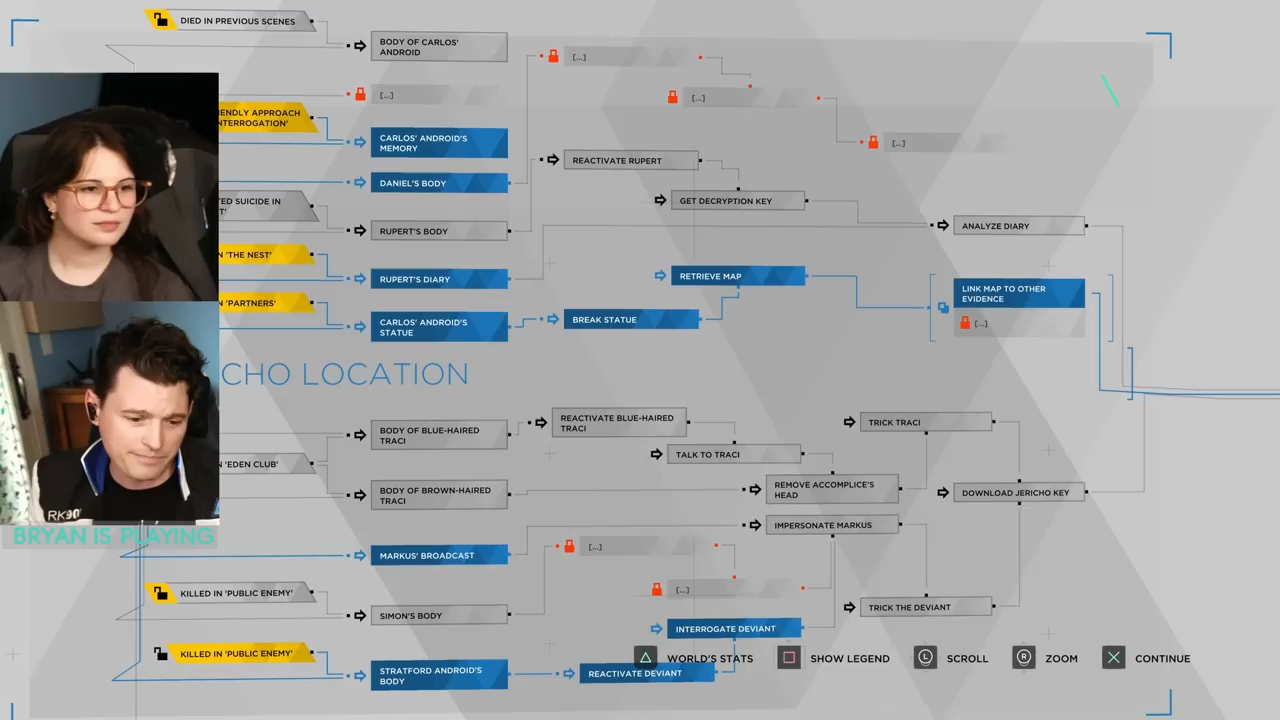 DIED IN PREVIOUS SCENES
BODY OF CARLOS'
ANDROID
[...]
[...]
[...]
[...]
ENDLY APPROACH
NTERROGATION'
CARLOS' ANDROID'S
MEMORY
REACTIVATE RUPERT
DANIEL'S BODY
GET DECRYPTION KEY
TED SUICIDE IN
T'
RUPERT'S BODY
ANALYZE DIARY
N 'THE NEST'
RUPERT'S DIARY
RETRIEVE MAP
LINK MAP TO OTHER
EVIDENCE
[...]
N 'PARTNERS'
CARLOS' ANDROID'S
STATUE
BREAK STATUE
CHO LOCATION
BODY OF BLUE-HAIRED
TRACI
REACTIVATE BLUE-HAIRED
TRACI
TRICK TRACI
TALK TO TRACI
N 'EDEN CLUB'
BODY OF BROWN-HAIRED
TRACI
REMOVE ACCOMPLICE'S
HEAD
DOWNLOAD JERICHO KEY
IMPERSONATE MARKUS
MARKUS' BROADCAST
[...]
[...]
KILLED IN 'PUBLIC ENEMY'
SIMON'S BODY
TRICK THE DEVIANT
INTERROGATE DEVIANT
KILLED IN 'PUBLIC ENEMY'
STRATFORD ANDROID'S
BODY
REACTIVATE DEVIANT
WORLD'S STATS
SHOW LEGEND
L SCROLL
R ZOOM
CONTINUE
BRYAN IS PLAYING